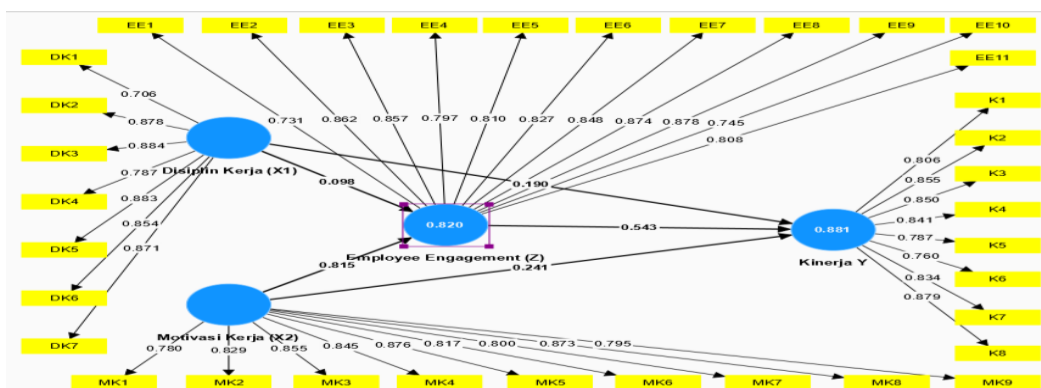 EE1 EE2 EE3 EE4 EE5 EE6 EE7 EE8 EE9 EE10
DK1 EE11
0.706
DK2 K1
0.878 0.731 0.862 0.857 0.797 0.810 0.827 0.848 0.874 0.878 0.745
K2
DK3 0.884 0.808
0.806
Disiplin Kerja (X1) K3
0.787 0.098 0.190 0.855
DK4 0.883 0.850 K4
0.854 0.820 0.543 0.881 0.841
DK5 0.871 0.787 K5
Employee Engagement (Z) Kinerja Y 0.760
0.815 0.241 0.834 K6
DK6 0.879
K7
Motivasi Kerja (X2)
DK7 0.780 0.829 0.855 0.845 0.876 0.817 0.800 0.873 0.795
K8
MK1 MK2 MK3 MK4 MK5 MK6 MK7 MK8 MK9